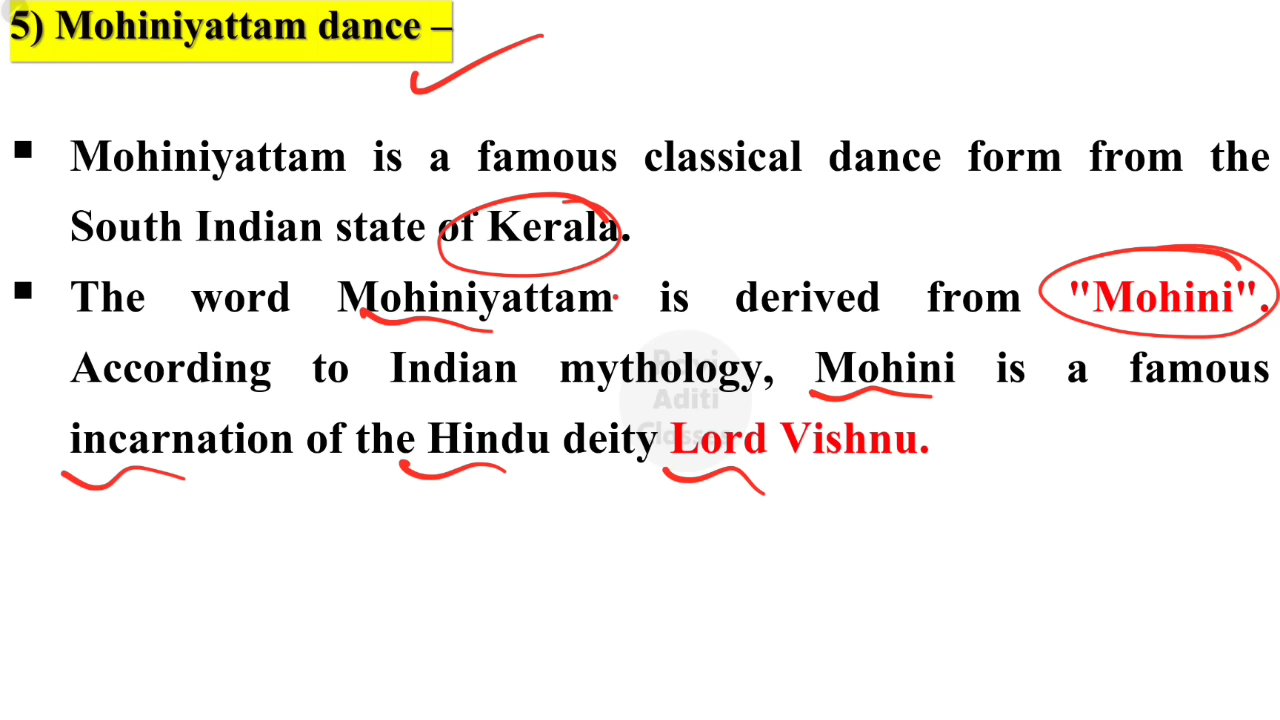 5) Mohiniyattam dance –
▪ Mohiniyattam is a famous classical dance form from the
South Indian state of Kerala.
▪ The word Mohiniyattam is derived from "Mohini".
According to Indian mythology, Mohini is a famous
incarnation of the Hindu deity Lord Vishnu.
Aditi